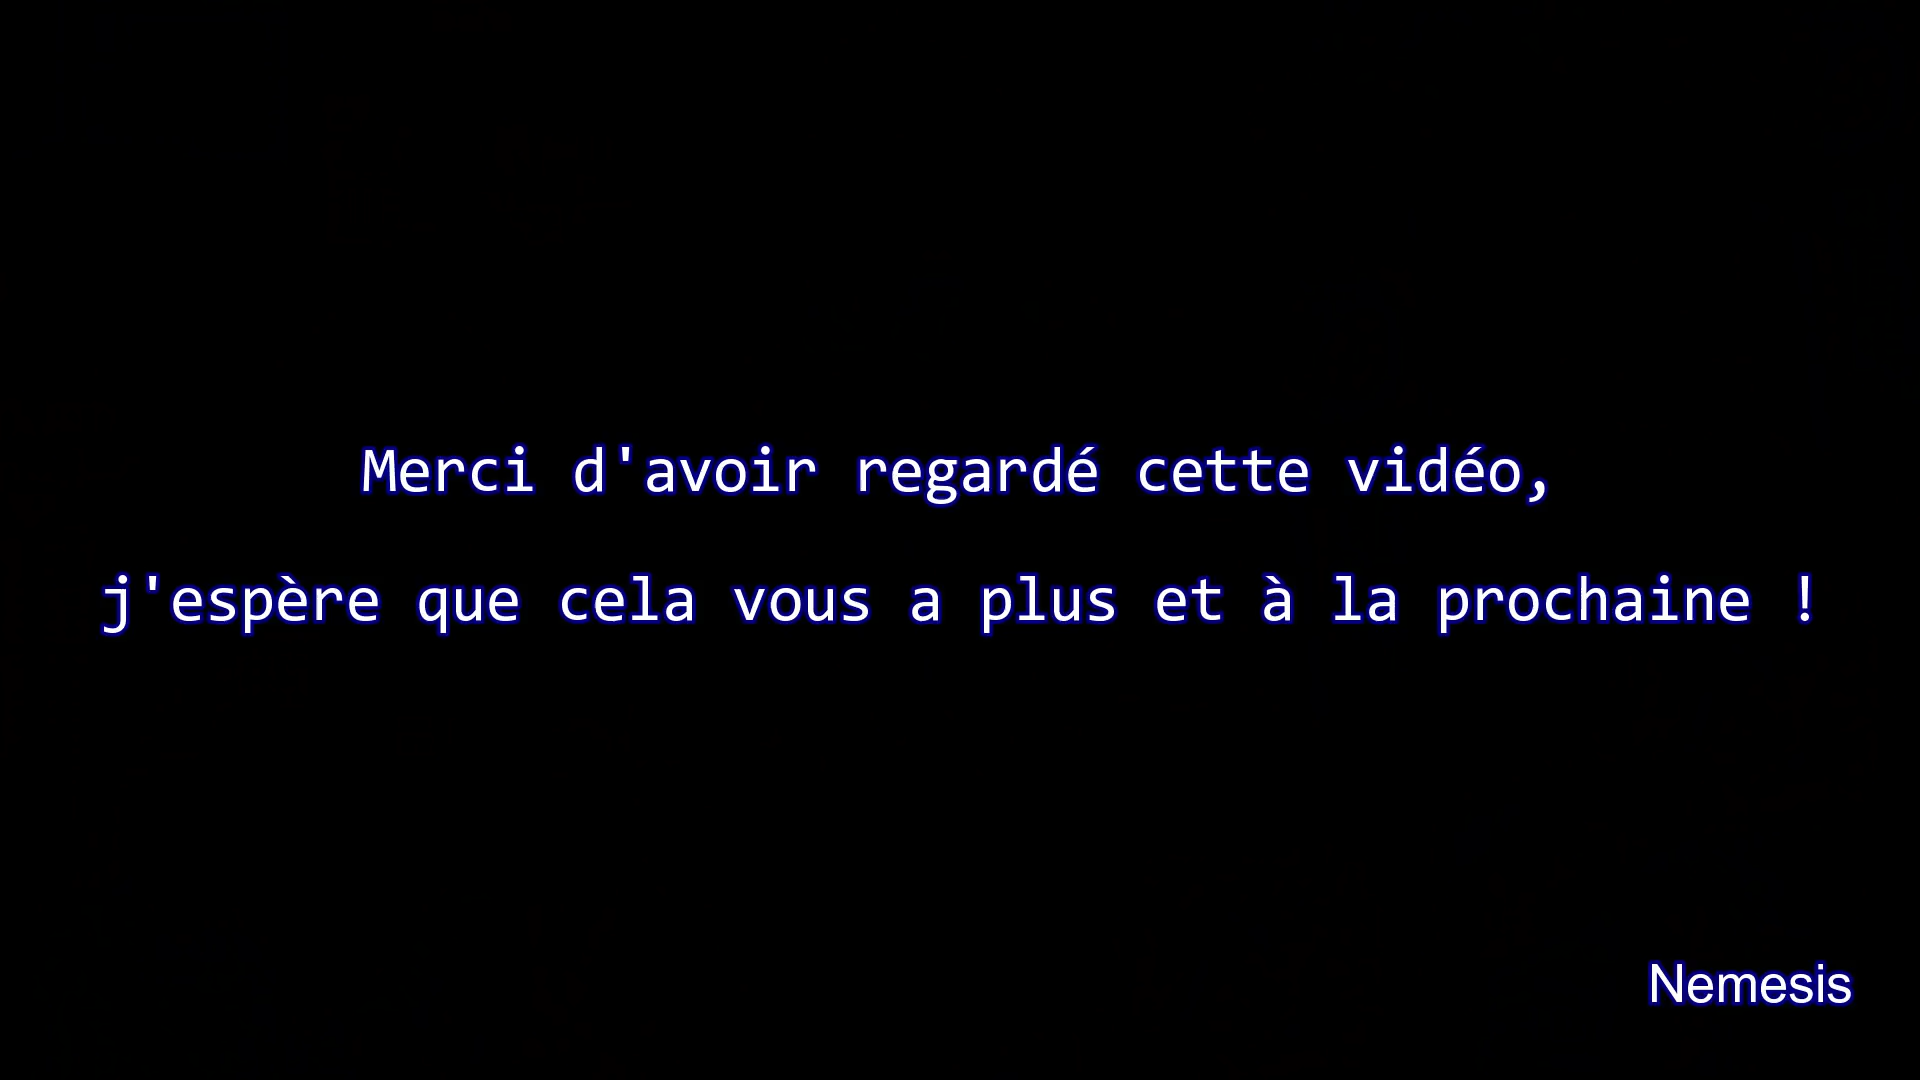 Merci d'avoir regardé cette vidéo,
j'espère que cela vous a plus et à la prochaine !
Nemesis